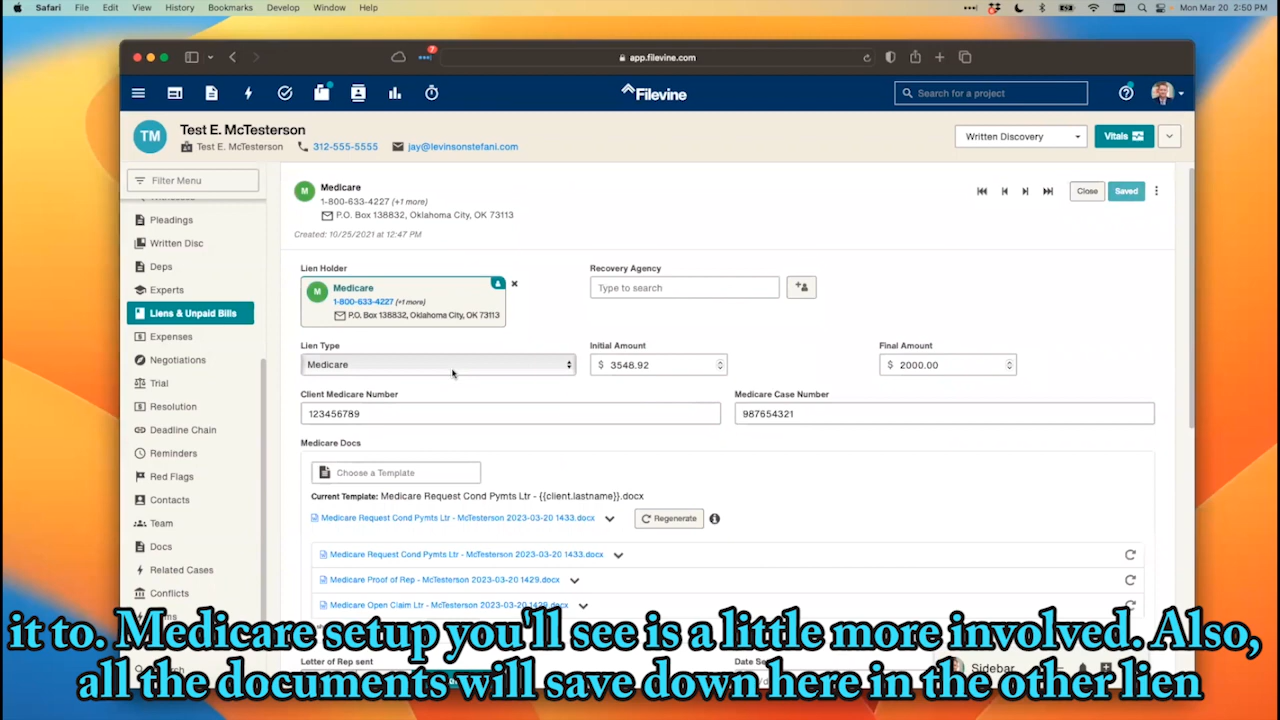 Safari File Edit View History Bookmarks Develop Window Help Mon Mar 20 2:50 PM
7
app.filevine.com
Filevine
Search for a project
TM
Test E. McTesterson
Test E. McTesterson 312-555-5555 jay@levinsonstefani.com
Written Discovery
Vitals
Filter Menu
Pleadings
Written Disc
Deps
Experts
Liens & Unpaid Bills
Expenses
Negotiations
Trial
Resolution
Deadline Chain
Reminders
Red Flags
Contacts
Team
Docs
Related Cases
Conflicts
M
Medicare
1-800-633-4227 (+1 more)
P.O. Box 138832, Oklahoma City, OK 73113
Created: 10/25/2021 at 12:47 PM
Close
Saved
Lien Holder
M
Medicare
1-800-633-4227 (+1 more)
P.O. Box 138832, Oklahoma City, OK 73113
Recovery Agency
Type to search
Lien Type
Medicare
Initial Amount
$ 3548.92
Final Amount
$ 2000.00
Client Medicare Number
123456789
Medicare Case Number
987654321
Medicare Docs
Choose a Template
Current Template: Medicare Request Cond Pymts Ltr - {{client.lastname}}.docx
Medicare Request Cond Pymts Ltr - McTesterson 2023-03-20 1433.docx
Regenerate
Medicare Request Cond Pymts Ltr - McTesterson 2023-03-20 1433.docx
Medicare Proof of Rep - McTesterson 2023-03-20 1429.docx
Medicare Open Claim Ltr - McTesterson 2023-03-20
Letter of Rep sent
Sidebar
it to. Medicare setup you'll see is a little more involved. Also,
all the documents will save down here in the other lien